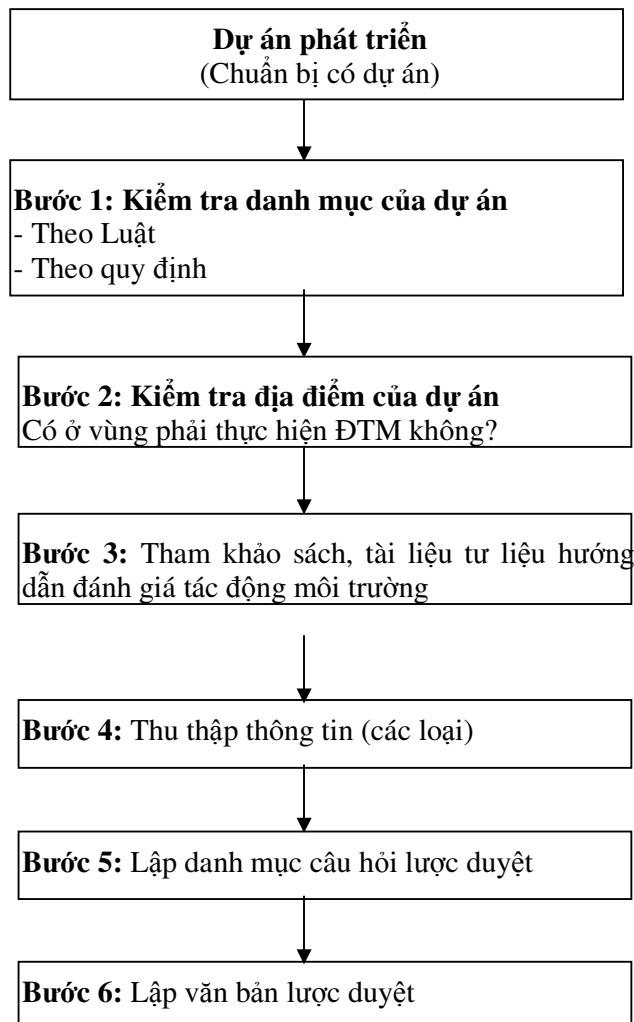 Dự án phát triển
(Chuẩn bị có dự án)
Bước 1: Kiểm tra danh mục của dự án
- Theo Luật
- Theo quy định
Bước 2: Kiểm tra địa điểm của dự án
Có ở vùng phải thực hiện ĐTM không?
Bước 3: Tham khảo sách, tài liệu tư liệu hướng
dẫn đánh giá tác động môi trường
Bước 4: Thu thập thông tin (các loại)
Bước 5: Lập danh mục câu hỏi lược duyệt
Bước 6: Lập văn bản lược duyệt